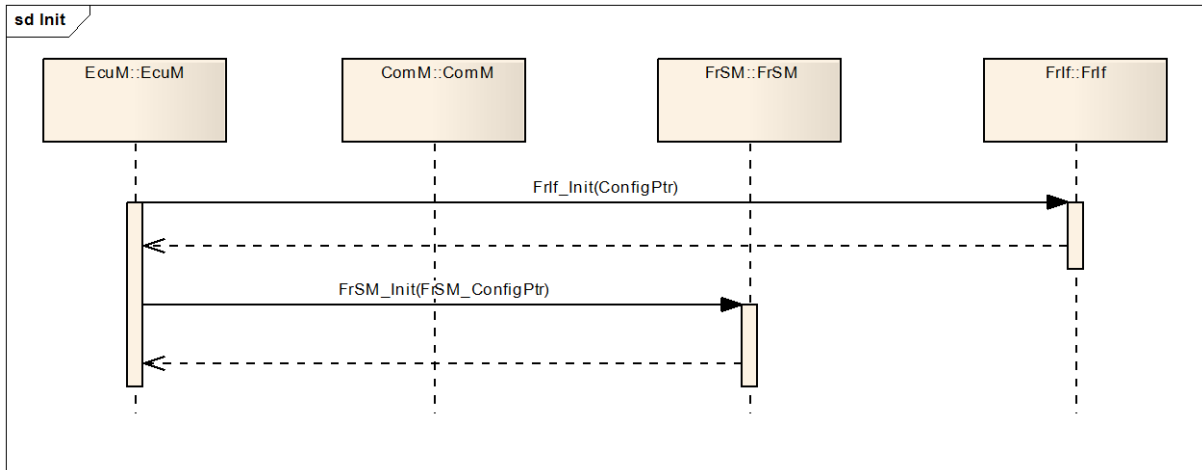 sd Init
EcuM::EcuM
ComM::ComM
FrSM::FrSM
FrIf::FrIf
FrIf_Init(ConfigPtr)
FrSM_Init(FrSM_ConfigPtr)